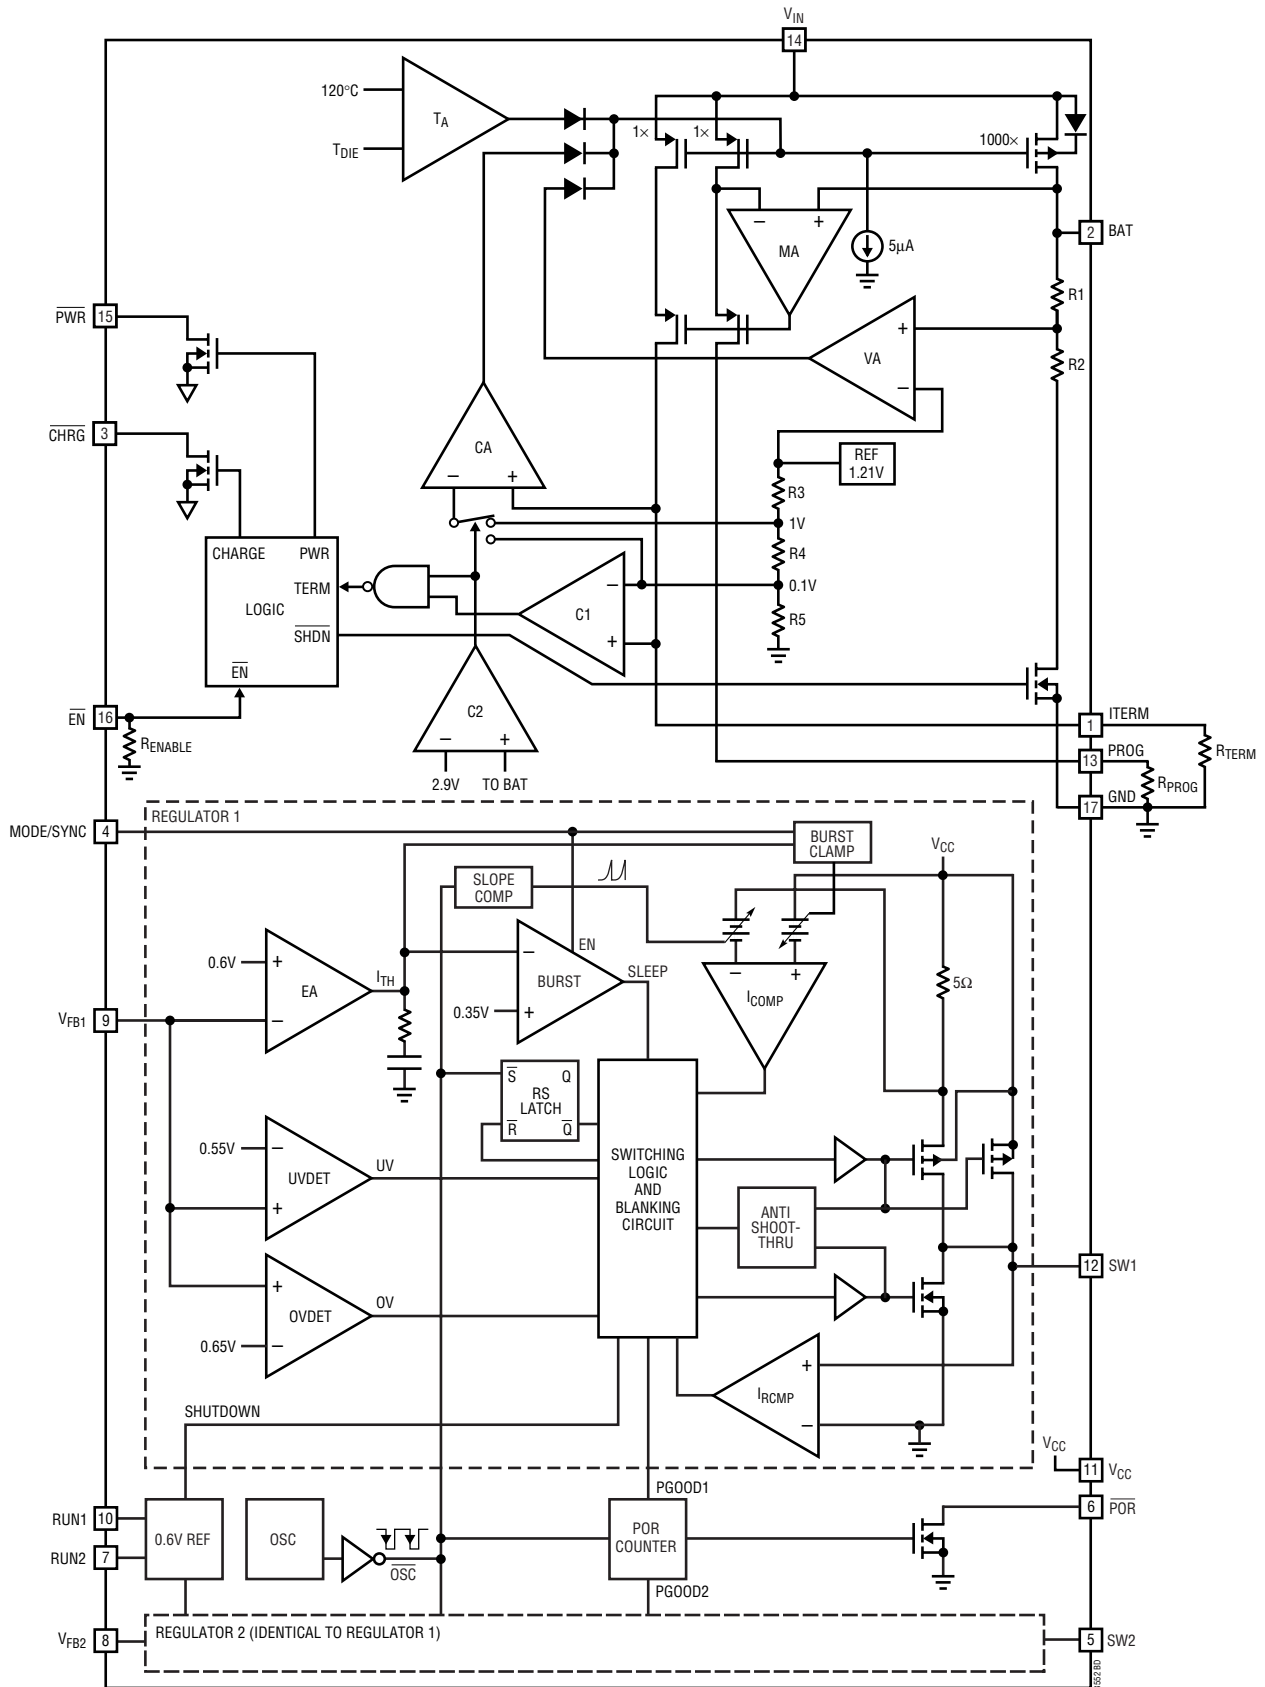 VIN
14
120°C
TA
TDIE
1×
1×
1000×
– +
MA
5µA
2
BAT
R1
PWR
15
+
VA
–
R2
CHRG
3
CA
– +
REF
1.21V
R3
1V
CHARGE PWR
TERM
LOGIC
SHDN
EN
–
C1
+
R4
0.1V
R5
EN
16
RENABLE
C2
– +
2.9V TO BAT
1
ITERM
13
PROG
RTERM
RPROG
17
GND
REGULATOR 1
MODE/SYNC
4
BURST
CLAMP
VCC
SLOPE
COMP
EN
–
BURST
+
SLEEP
0.35V
– +
ICOMP
5Ω
0.6V
+
EA
–
ITH
VFB1
9
S Q
RS
LATCH
R Q
SWITCHING
LOGIC
AND
BLANKING
CIRCUIT
0.55V
–
UVDET
+
UV
ANTI
SHOOT-
THRU
12
SW1
+
OVDET
–
OV
0.65V
+
IRCMP
–
SHUTDOWN
VCC
11
VCC
PGOOD1
6
POR
RUN1
10
RUN2
7
0.6V REF
OSC
OSC
POR
COUNTER
PGOOD2
VFB2
8
REGULATOR 2 (IDENTICAL TO REGULATOR 1)
5
SW2
3552 BD